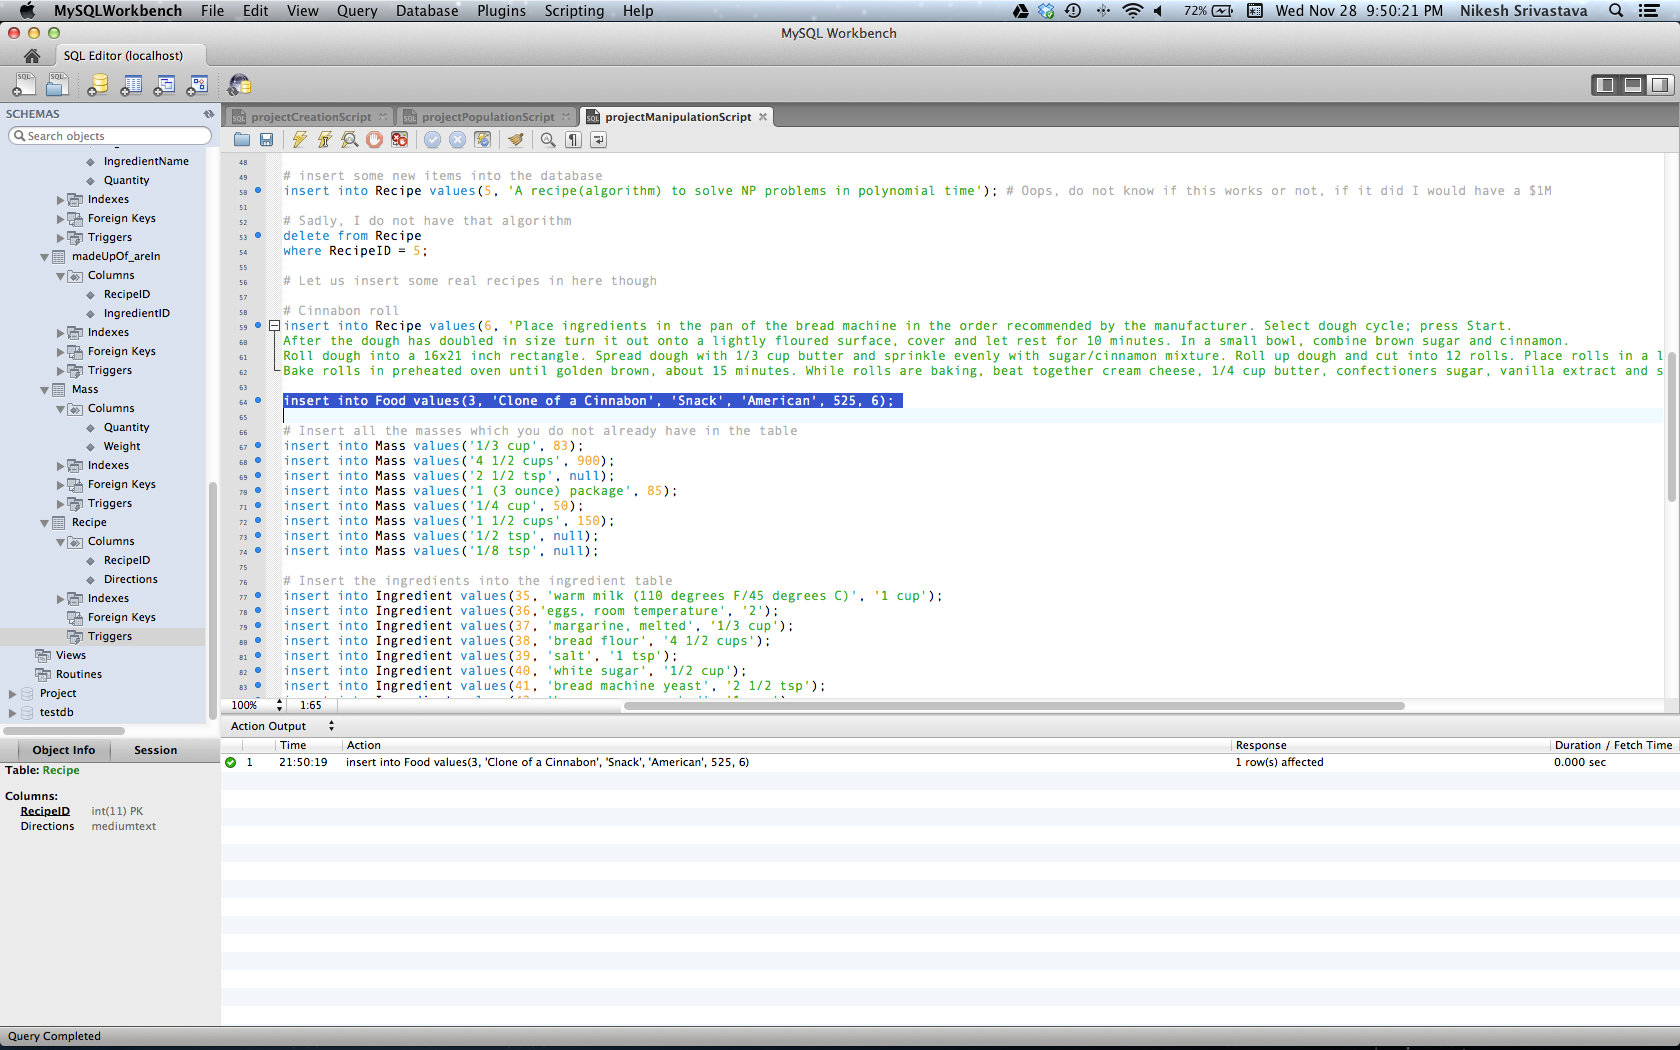 MySQLWorkbench File Edit View Query Database Plugins Scripting Help 72% Wed Nov 28 9:50:21 PM Nikesh Srivastava
MySQL Workbench
SQL Editor (localhost)
SCHEMAS
Search objects
IngredientName
Quantity
Indexes
Foreign Keys
Triggers
madeUpOf_areIn
Columns
RecipeID
IngredientID
Indexes
Foreign Keys
Triggers
Mass
Columns
Quantity
Weight
Indexes
Foreign Keys
Triggers
Recipe
Columns
RecipeID
Directions
Indexes
Foreign Keys
Triggers
Views
Routines
Project
testdb
Object Info Session
Table: Recipe
Columns:
RecipeID int(11) PK
Directions mediumtext
projectCreationScript projectPopulationScript projectManipulationScript
48
49 # insert some new items into the database
50 insert into Recipe values(5, 'A recipe(algorithm) to solve NP problems in polynomial time'); # Oops, do not know if this works or not, if it did I would have a $1M
51
52 # Sadly, I do not have that algorithm
53 delete from Recipe
54 where RecipeID = 5;
55
56 # Let us insert some real recipes in here though
57
58 # Cinnabon roll
59 insert into Recipe values(6, 'Place ingredients in the pan of the bread machine in the order recommended by the manufacturer. Select dough cycle; press Start.
60 After the dough has doubled in size turn it out onto a lightly floured surface, cover and let rest for 10 minutes. In a small bowl, combine brown sugar and cinnamon.
61 Roll dough into a 16x21 inch rectangle. Spread dough with 1/3 cup butter and sprinkle evenly with sugar/cinnamon mixture. Roll up dough and cut into 12 rolls. Place rolls in a l
62 Bake rolls in preheated oven until golden brown, about 15 minutes. While rolls are baking, beat together cream cheese, 1/4 cup butter, confectioners sugar, vanilla extract and s
63
64 insert into Food values(3, 'Clone of a Cinnabon', 'Snack', 'American', 525, 6);
65
66 # Insert all the masses which you do not already have in the table
67 insert into Mass values('1/3 cup', 83);
68 insert into Mass values('4 1/2 cups', 900);
69 insert into Mass values('2 1/2 tsp', null);
70 insert into Mass values('1 (3 ounce) package', 85);
71 insert into Mass values('1/4 cup', 50);
72 insert into Mass values('1 1/2 cups', 150);
73 insert into Mass values('1/2 tsp', null);
74 insert into Mass values('1/8 tsp', null);
75
76 # Insert the ingredients into the ingredient table
77 insert into Ingredient values(35, 'warm milk (110 degrees F/45 degrees C)', '1 cup');
78 insert into Ingredient values(36,'eggs, room temperature', '2');
79 insert into Ingredient values(37, 'margarine, melted', '1/3 cup');
80 insert into Ingredient values(38, 'bread flour', '4 1/2 cups');
81 insert into Ingredient values(39, 'salt', '1 tsp');
82 insert into Ingredient values(40, 'white sugar', '1/2 cup');
83 insert into Ingredient values(41, 'bread machine yeast', '2 1/2 tsp');
100% 1:65
Action Output
Time Action Response Duration / Fetch Time
1 21:50:19 insert into Food values(3, 'Clone of a Cinnabon', 'Snack', 'American', 525, 6) 1 row(s) affected 0.000 sec
Query Completed